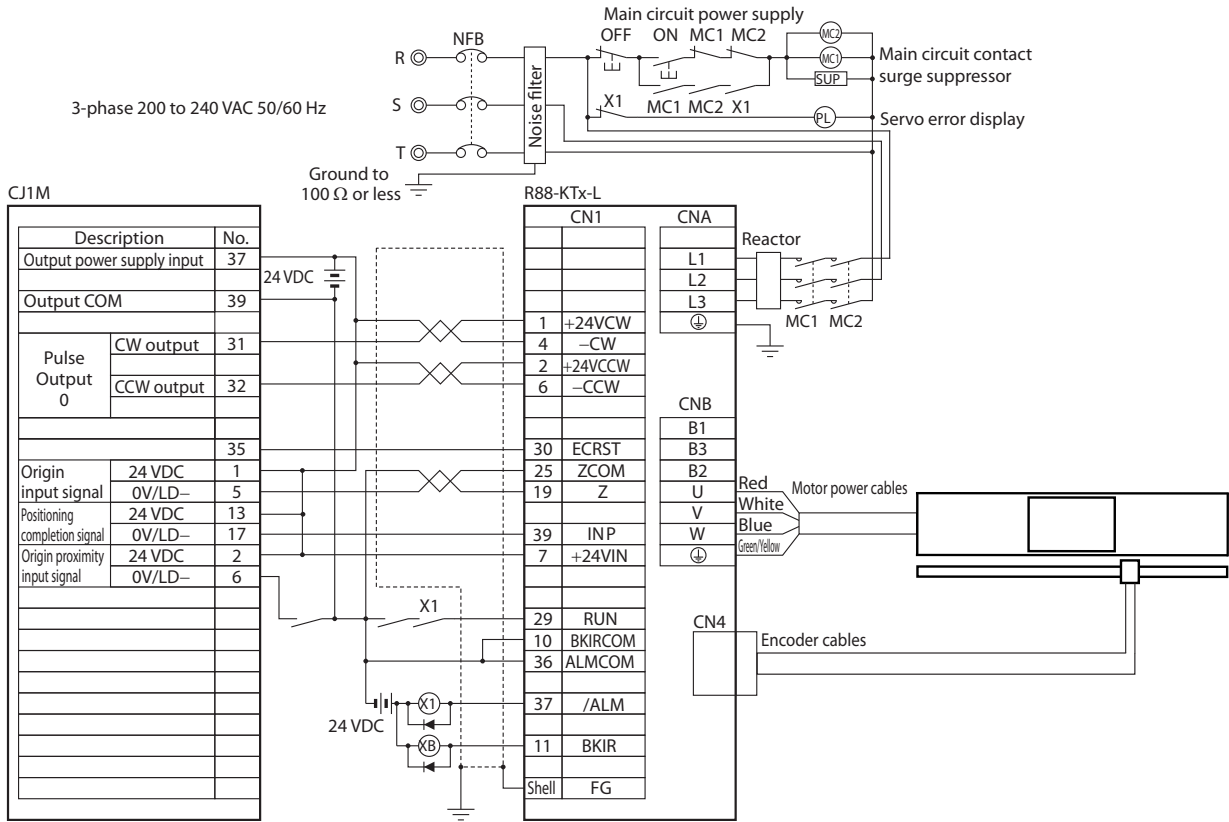 Main circuit power supply
OFF ON MC1 MC2
NFB
MC2
R
MC1
Main circuit contact
surge suppressor
SUP
3-phase 200 to 240 VAC 50/60 Hz
S
Noise filter
X1
MC1 MC2 X1
PL
Servo error display
T
Ground to
100 Ω or less
CJ1M
R88-KTx-L
CN1 CNA
Description No.
Reactor
Output power supply input 37
L1
24 VDC
L2
Output COM 39
L3
MC1 MC2
1 +24VCW
Pulse
Output
0
CW output 31
4 −CW
2 +24VCCW
CCW output 32
6 −CCW
CNB
B1
35
30 ECRST
B3
Origin
input signal
24 VDC 1
25 ZCOM
B2
0V/LD− 5
19 Z
U
Red
Motor power cables
Positioning
completion signal
24 VDC 13
V
White
0V/LD− 17
39 INP
W
Blue
Origin proximity
input signal
24 VDC 2
7 +24VIN
Green/Yellow
0V/LD− 6
X1
29 RUN
CN4
Encoder cables
10 BKIRCOM
36 ALMCOM
X1
37 /ALM
24 VDC
XB
11 BKIR
Shell FG